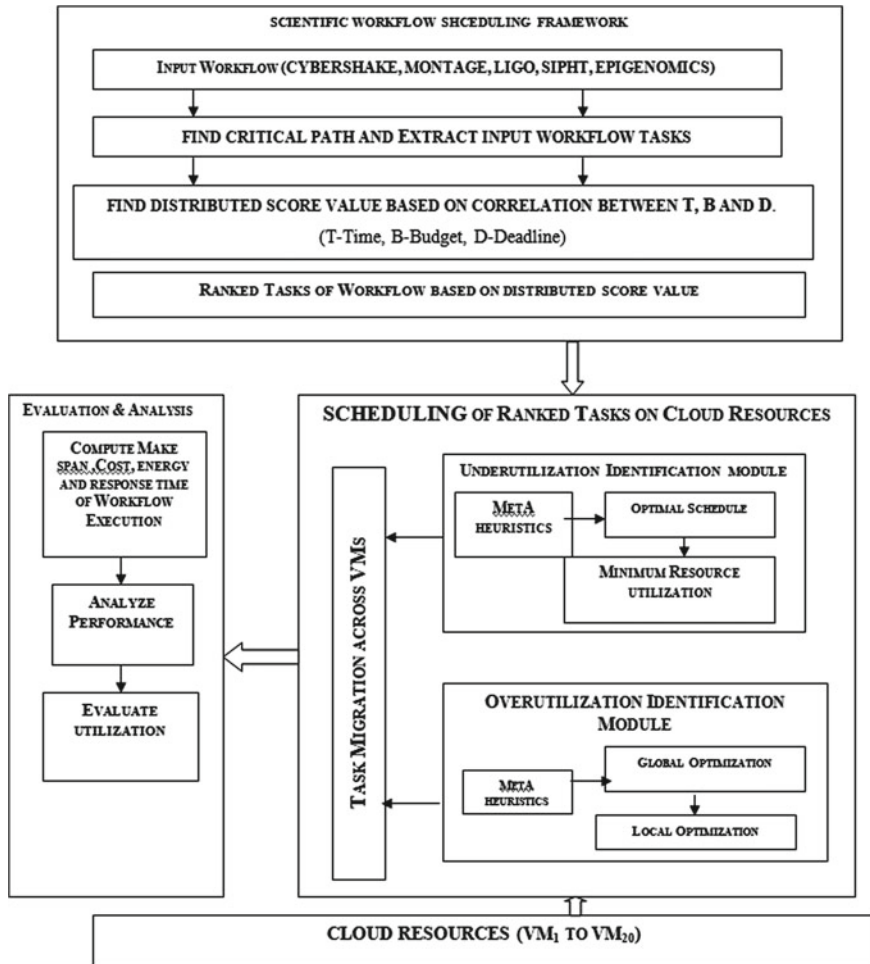 SCIENTIFIC WORKFLOW SHCEDULING FRAMEWORK
INPUT WORKFLOW (CYBERSHAKE, MONTAGE, LIGO, SIPHT, EPIGENOMICS)
FIND CRITICAL PATH AND EXTRACT INPUT WORKFLOW TASKS
FIND DISTRIBUTED SCORE VALUE BASED ON CORRELATION BETWEEN T, B AND D.
(T-Time, B-Budget, D-Deadline)
RANKED TASKS OF WORKFLOW BASED ON DISTRIBUTED SCORE VALUE
EVALUATION & ANALYSIS
COMPUTE MAKE
SPAN ,COST, ENERGY
AND RESPONSE TIME
OF WORKFLOW
EXECUTION
ANALYZE
PERFORMANCE
EVALUATE
UTILIZATION
SCHEDULING OF RANKED TASKS ON CLOUD RESOURCES
TASK MIGRATION ACROSS VMS
UNDERUTILIZATION IDENTIFICATION MODULE
METAHEURISTICS
OPTIMAL SCHEDULE
MINIMUM RESOURCE
UTILIZATION
OVERUTILIZATION IDENTIFICATION
MODULE
METAHEURISTICS
GLOBAL OPTIMIZATION
LOCAL OPTIMIZATION
CLOUD RESOURCES (VM1 TO VM20)